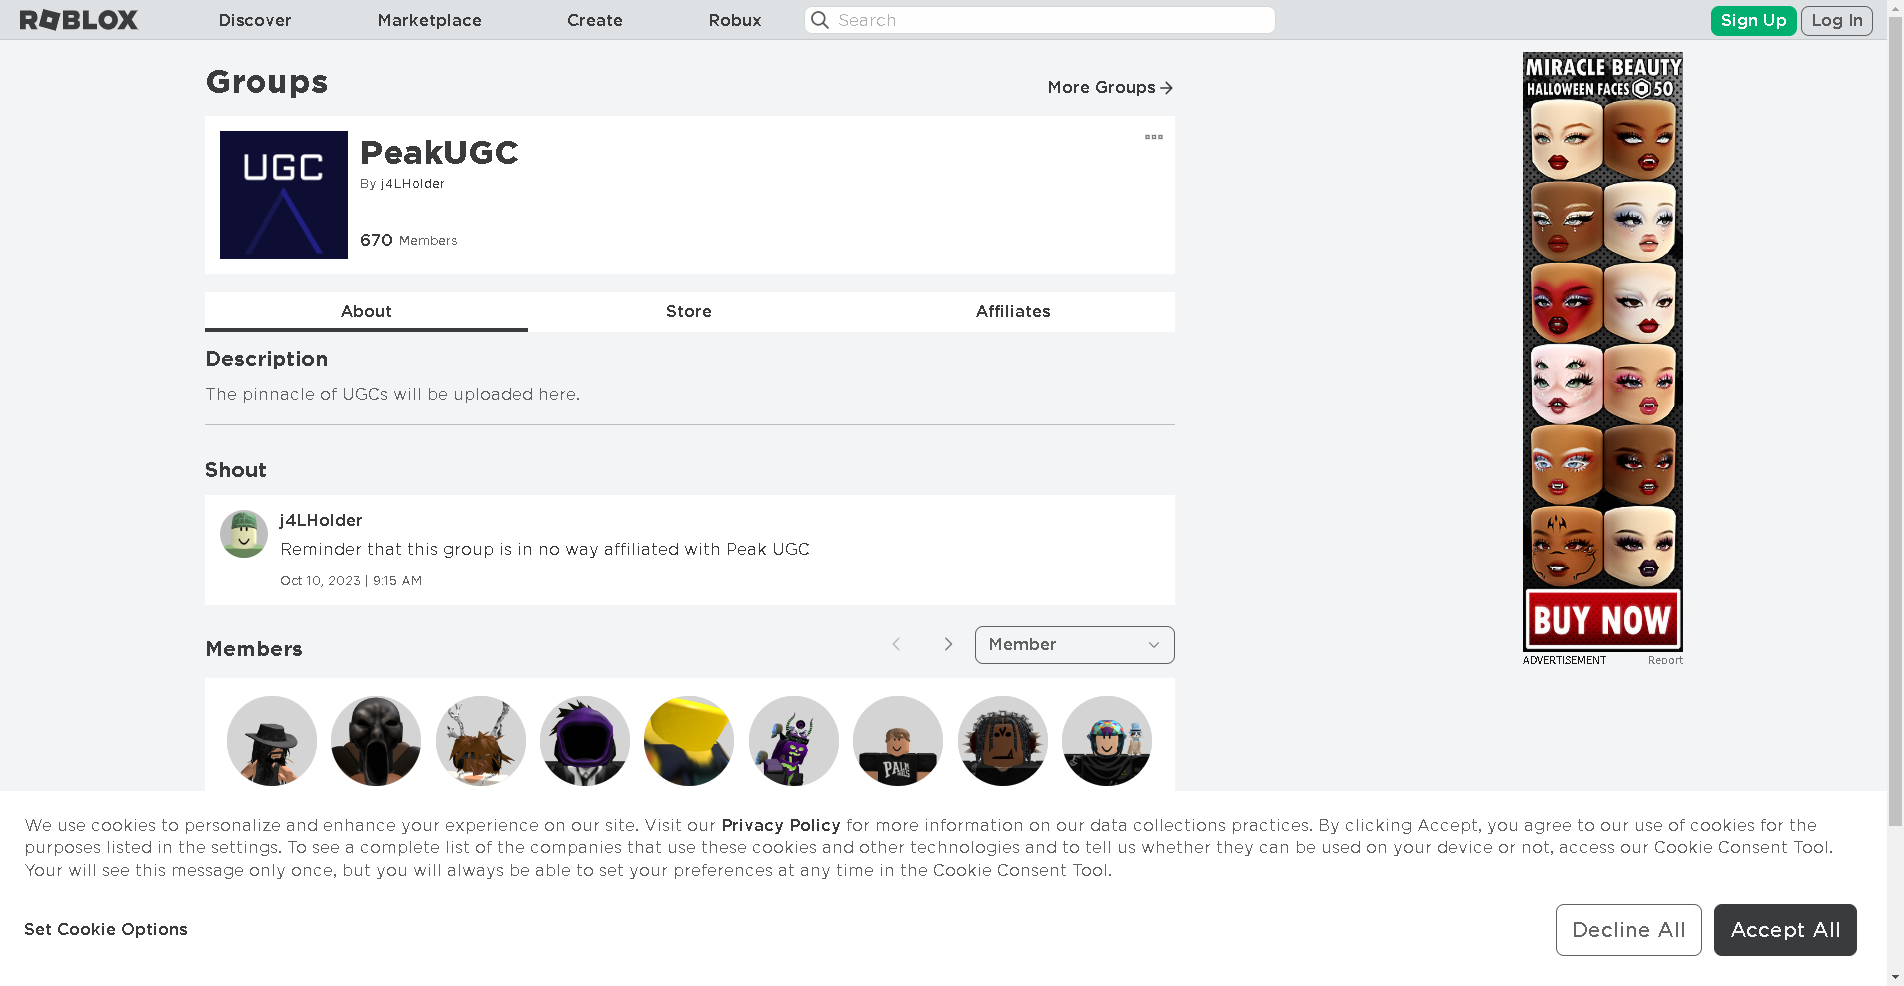 ROBLOX
Discover
Marketplace
Create
Robux
Search
Sign Up
Log In
Groups
More Groups
UGC
PeakUGC
By j4LHolder
670 Members
About
Store
Affiliates
Description
The pinnacle of UGCs will be uploaded here.
Shout
j4LHolder
Reminder that this group is in no way affiliated with Peak UGC
Oct 10, 2023 | 9:15 AM
Members
Member
PALM
MIRACLE BEAUTY
HALLOWEEN FACES 50
BUY NOW
ADVERTISEMENT
Report
We use cookies to personalize and enhance your experience on our site. Visit our Privacy Policy for more information on our data collections practices. By clicking Accept, you agree to our use of cookies for the
purposes listed in the settings. To see a complete list of the companies that use these cookies and other technologies and to tell us whether they can be used on your device or not, access our Cookie Consent Tool.
Your will see this message only once, but you will always be able to set your preferences at any time in the Cookie Consent Tool.
Set Cookie Options
Decline All
Accept All